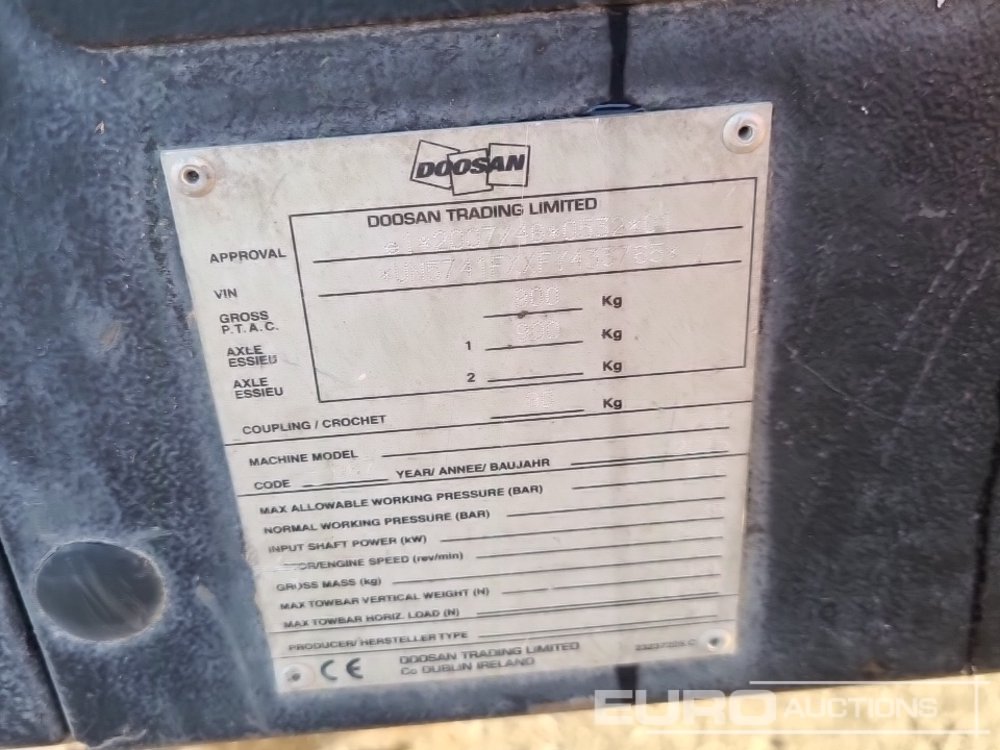 DOOSAN
DOOSAN TRADING LIMITED
APPROVAL
VIN
GROSS P.T.A.C. 900 Kg
AXLE ESSIEU 1 900 Kg
AXLE ESSIEU 2 Kg
COUPLING / CROCHET Kg
MACHINE MODEL
CODE YEAR/ ANNEE/ BAUJAHR
MAX ALLOWABLE WORKING PRESSURE (BAR)
NORMAL WORKING PRESSURE (BAR)
INPUT SHAFT POWER (kW)
/ENGINE SPEED (rev/min)
GROSS MASS (kg)
MAX TOWBAR VERTICAL WEIGHT (N)
MAX TOWBAR HORIZ. LOAD (N)
PRODUCER/HERSTELLER TYPE
CE DOOSAN TRADING LIMITED
Co DUBLIN IRELAND
EURO AUCTIONS